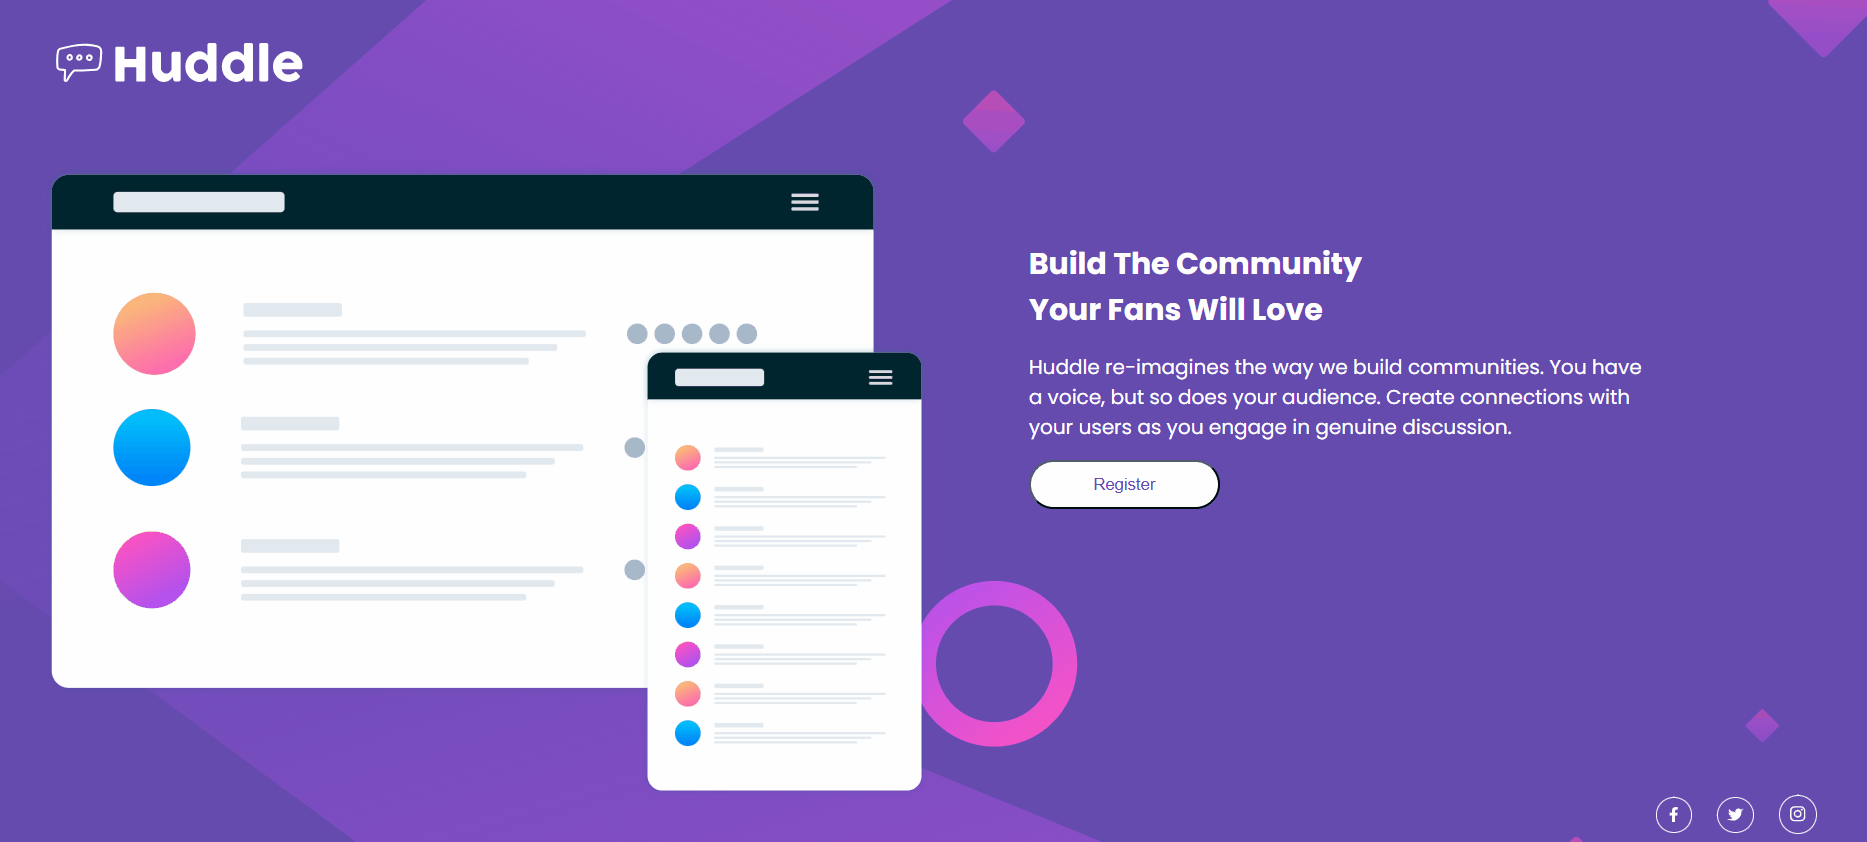 Huddle
Build The Community
Your Fans Will Love
Huddle re-imagines the way we build communities. You have
a voice, but so does your audience. Create connections with
your users as you engage in genuine discussion.
Register